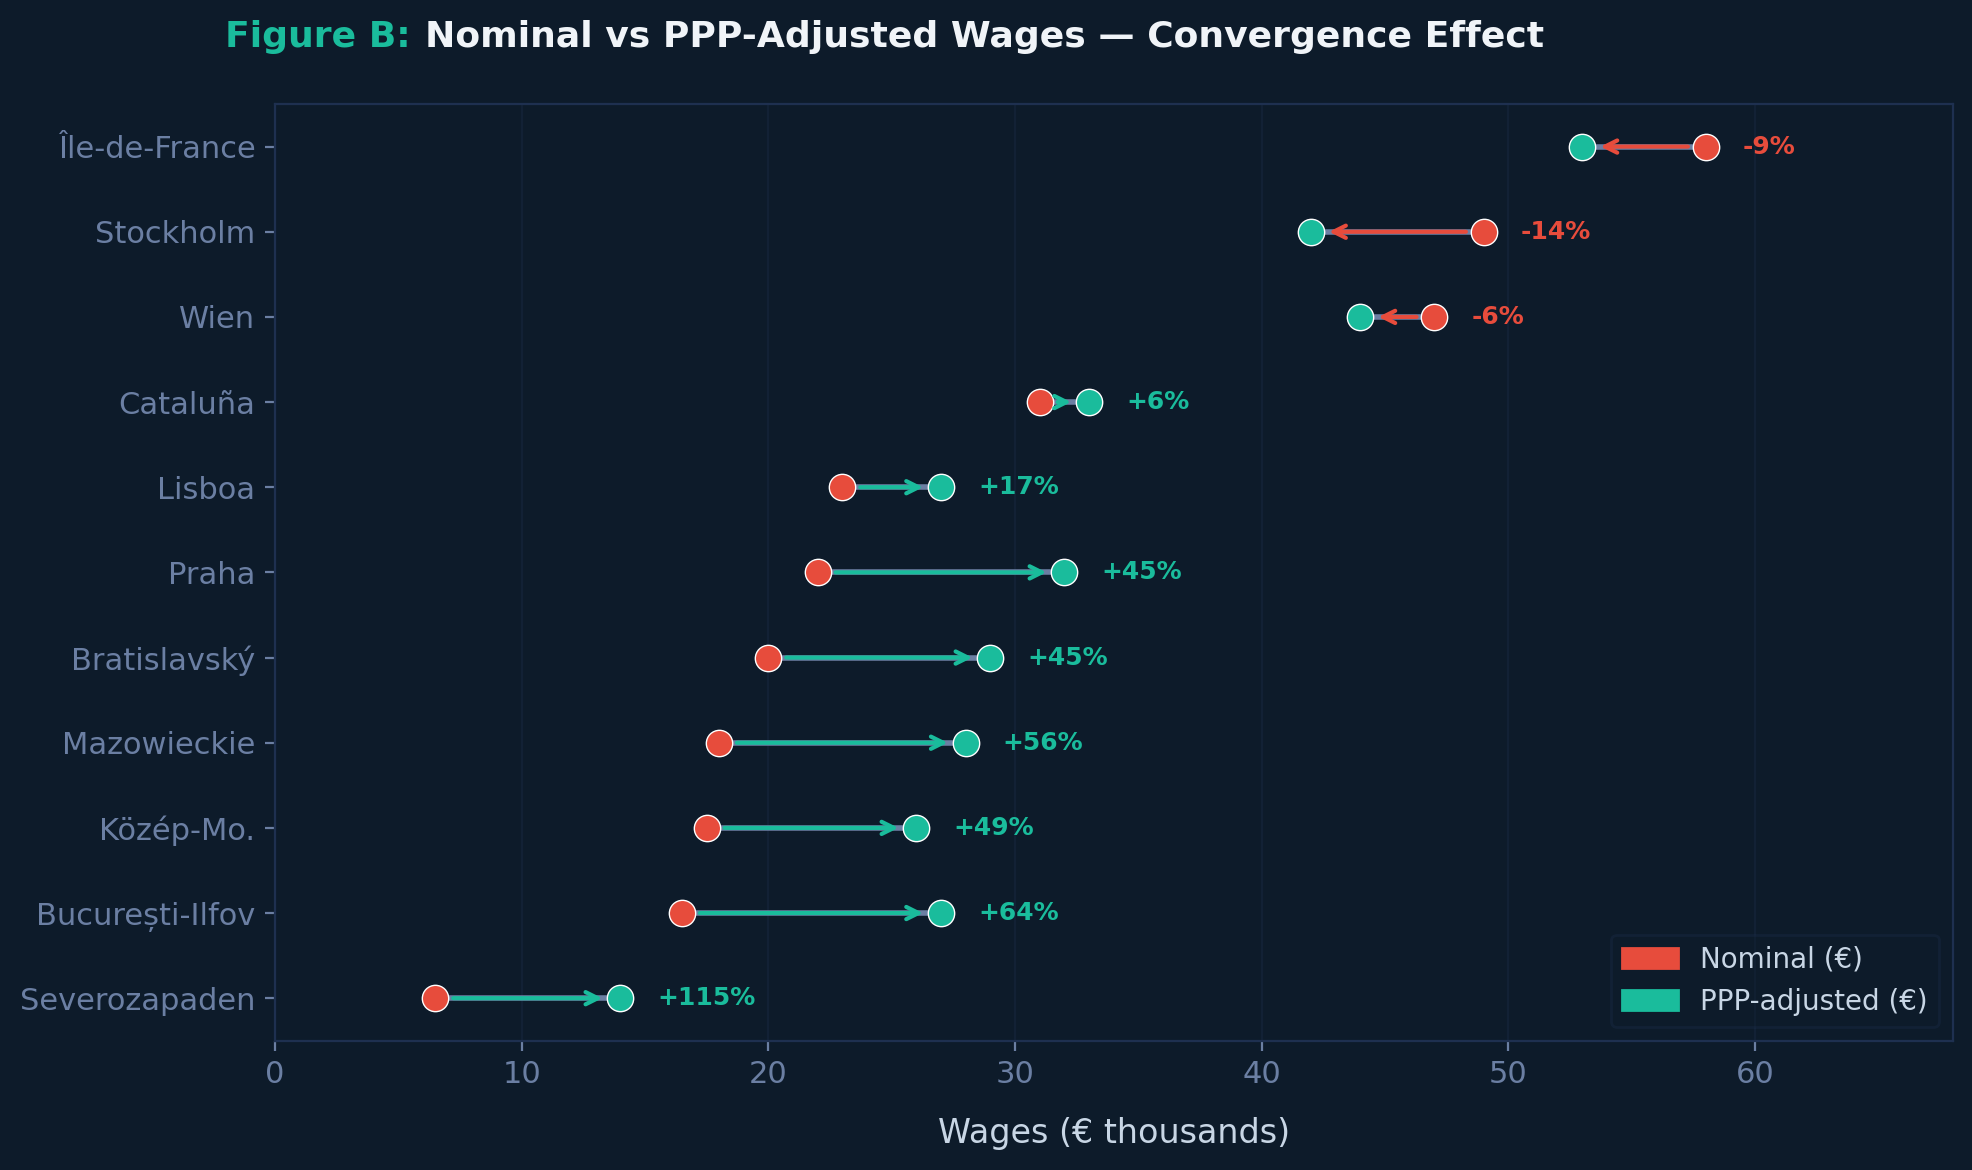 Figure B: Nominal vs PPP-Adjusted Wages — Convergence Effect
Île-de-France -9%
Stockholm -14%
Wien -6%
Cataluña +6%
Lisboa +17%
Praha +45%
Bratislavský +45%
Mazowieckie +56%
Közép-Mo. +49%
București-Ilfov +64%
Severozapaden +115%
Nominal (€)
PPP-adjusted (€)
0 10 20 30 40 50 60
Wages (€ thousands)